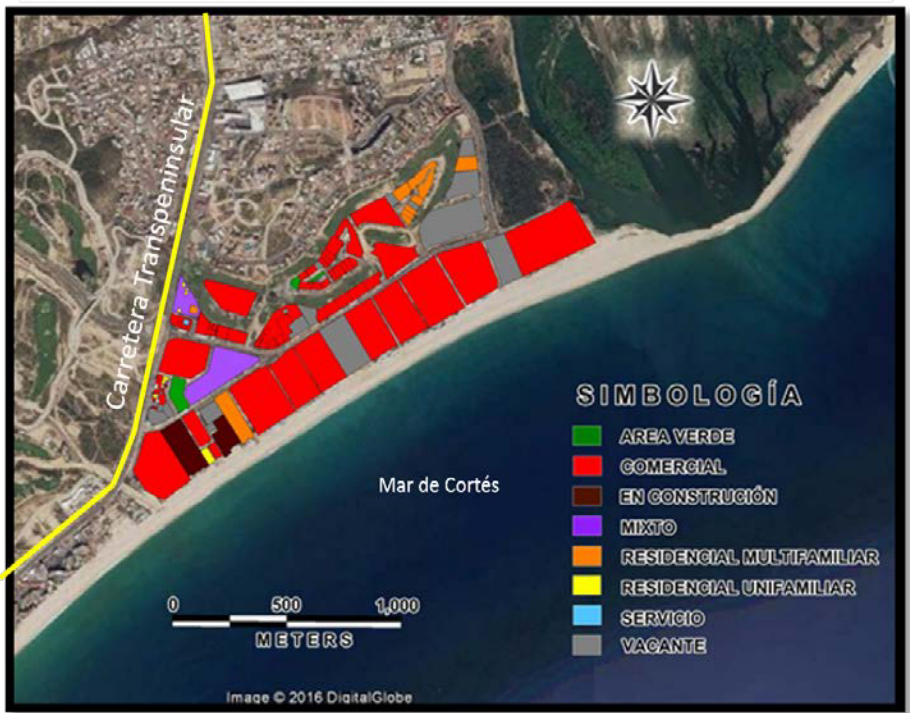 Carretera Transpeninsular
Mar de Cortés
SIMBOLOGÍA
AREA VERDE
COMERCIAL
EN CONSTRUCIÓN
MIXTO
RESIDENCIAL MULTIFAMILIAR
RESIDENCIAL UNIFAMILIAR
SERVICIO
VACANTE
0 500 1,000
METERS
Image © 2016 DigitalGlobe